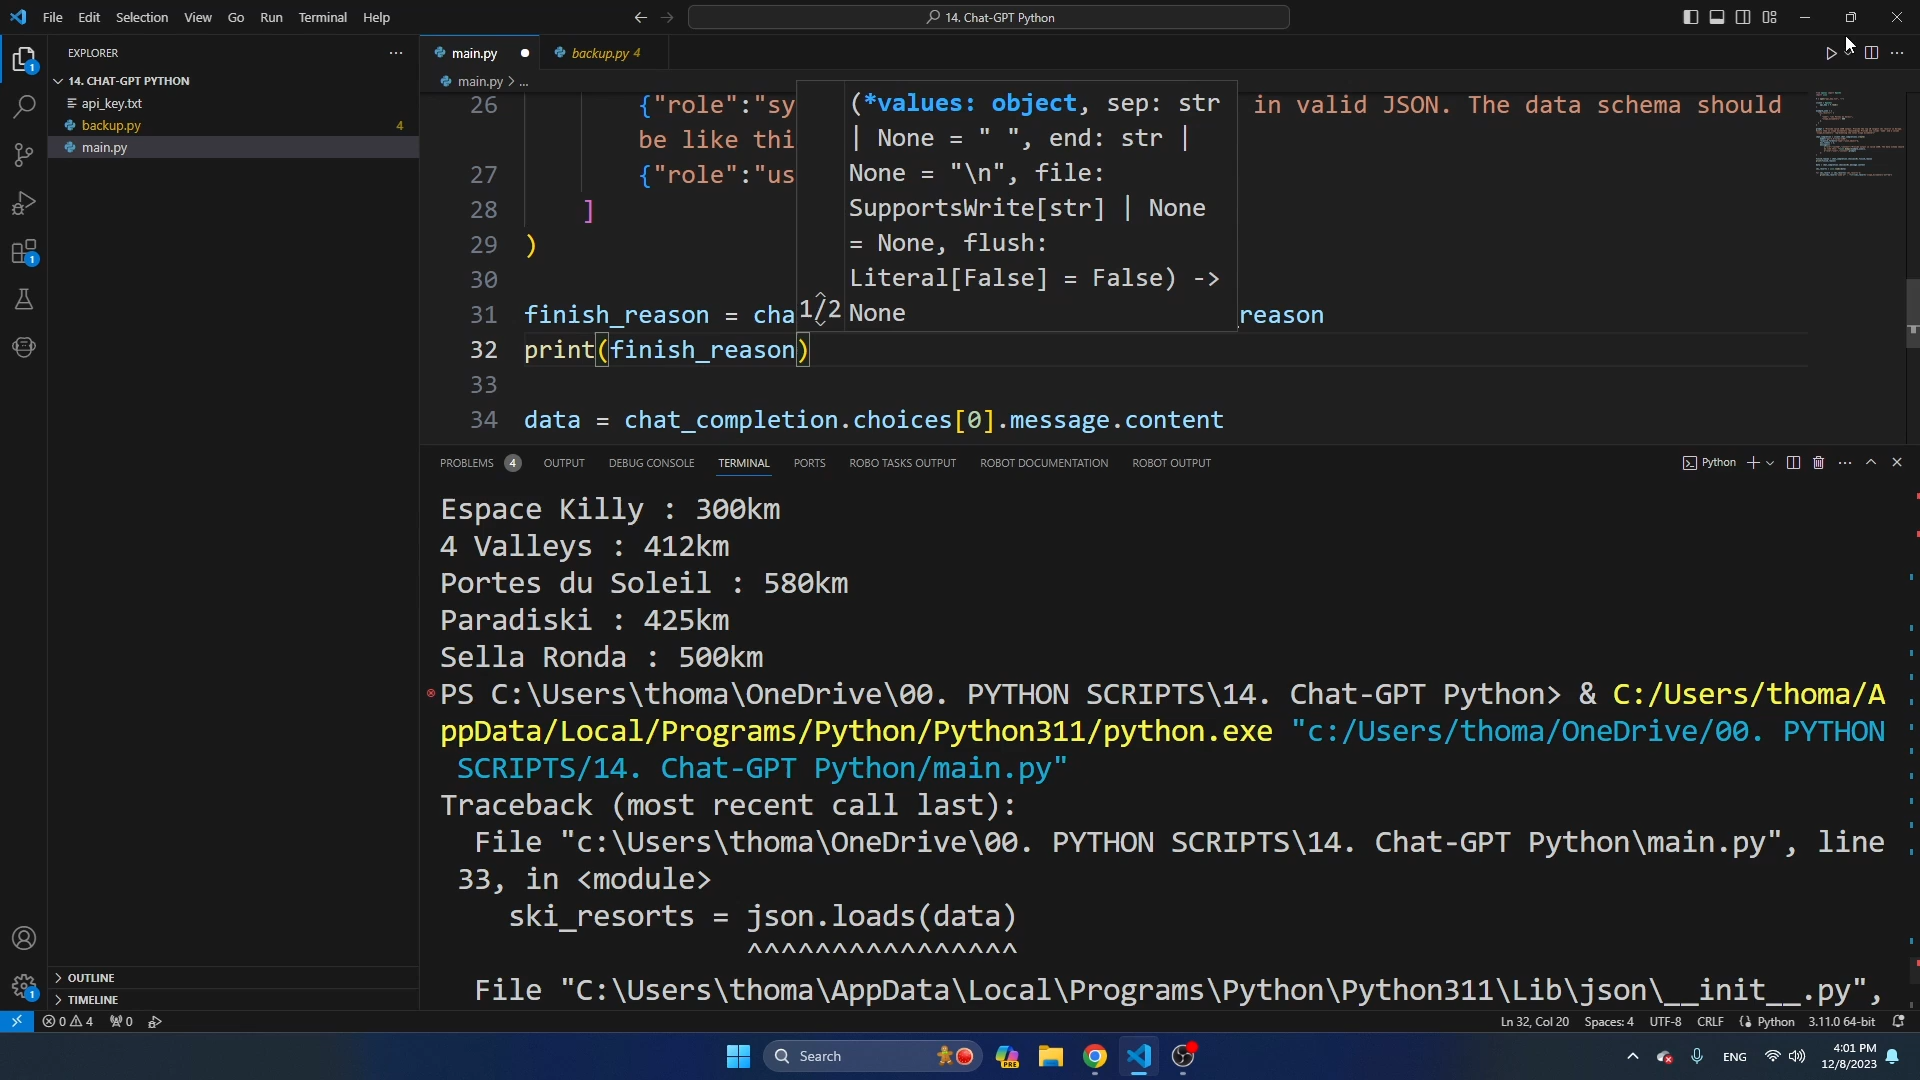 File Edit Selection View Go Run Terminal Help
14. Chat-GPT Python
EXPLORER
14. CHAT-GPT PYTHON
api_key.txt
backup.py 4
main.py
OUTLINE
TIMELINE
main.py
backup.py 4
main.py > ...
26 {"role":"sy in valid JSON. The data schema should
be like thi
27 {"role":"us
28 ]
29 )
30
31 finish_reason = cha reason
32 print(finish_reason)
33
34 data = chat_completion.choices[0].message.content
(*values: object, sep: str
| None = " ", end: str |
None = "\n", file:
SupportsWrite[str] | None
= None, flush:
Literal[False] = False) ->
1/2 None
PROBLEMS 4 OUTPUT DEBUG CONSOLE TERMINAL PORTS ROBO TASKS OUTPUT ROBOT DOCUMENTATION ROBOT OUTPUT
Python
Espace Killy : 300km
4 Valleys : 412km
Portes du Soleil : 580km
Paradiski : 425km
Sella Ronda : 500km
PS C:\Users\thoma\OneDrive\00. PYTHON SCRIPTS\14. Chat-GPT Python> & C:/Users/thoma/A
ppData/Local/Programs/Python/Python311/python.exe "c:/Users/thoma/OneDrive/00. PYTHON
SCRIPTS/14. Chat-GPT Python/main.py"
Traceback (most recent call last):
File "c:\Users\thoma\OneDrive\00. PYTHON SCRIPTS\14. Chat-GPT Python\main.py", line
33, in <module>
ski_resorts = json.loads(data)
^^^^^^^^^^^^^^^^
File "C:\Users\thoma\AppData\Local\Programs\Python\Python311\Lib\json\__init__.py",
1
1
1
0 4 0
Ln 32, Col 20 Spaces: 4 UTF-8 CRLF Python 3.11.0 64-bit
Search
PRE
ENG
4:01 PM
12/8/2023